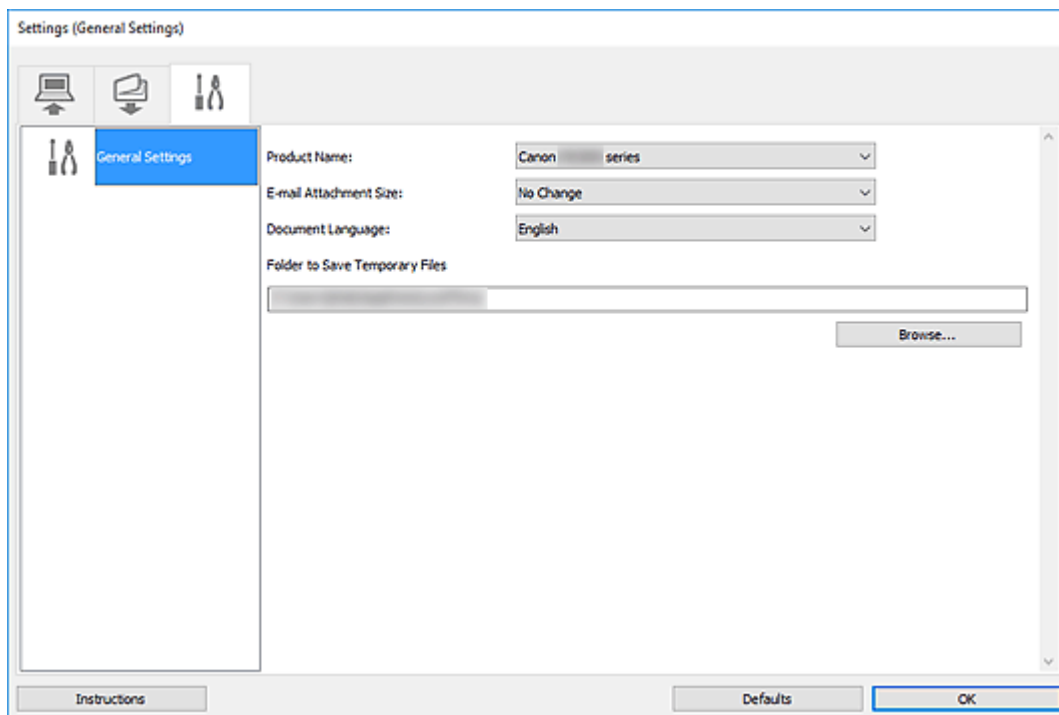 Settings (General Settings)
General Settings
Product Name:
Canon series
E-mail Attachment Size:
No Change
Document Language:
English
Folder to Save Temporary Files
Browse...
Instructions
Defaults
OK